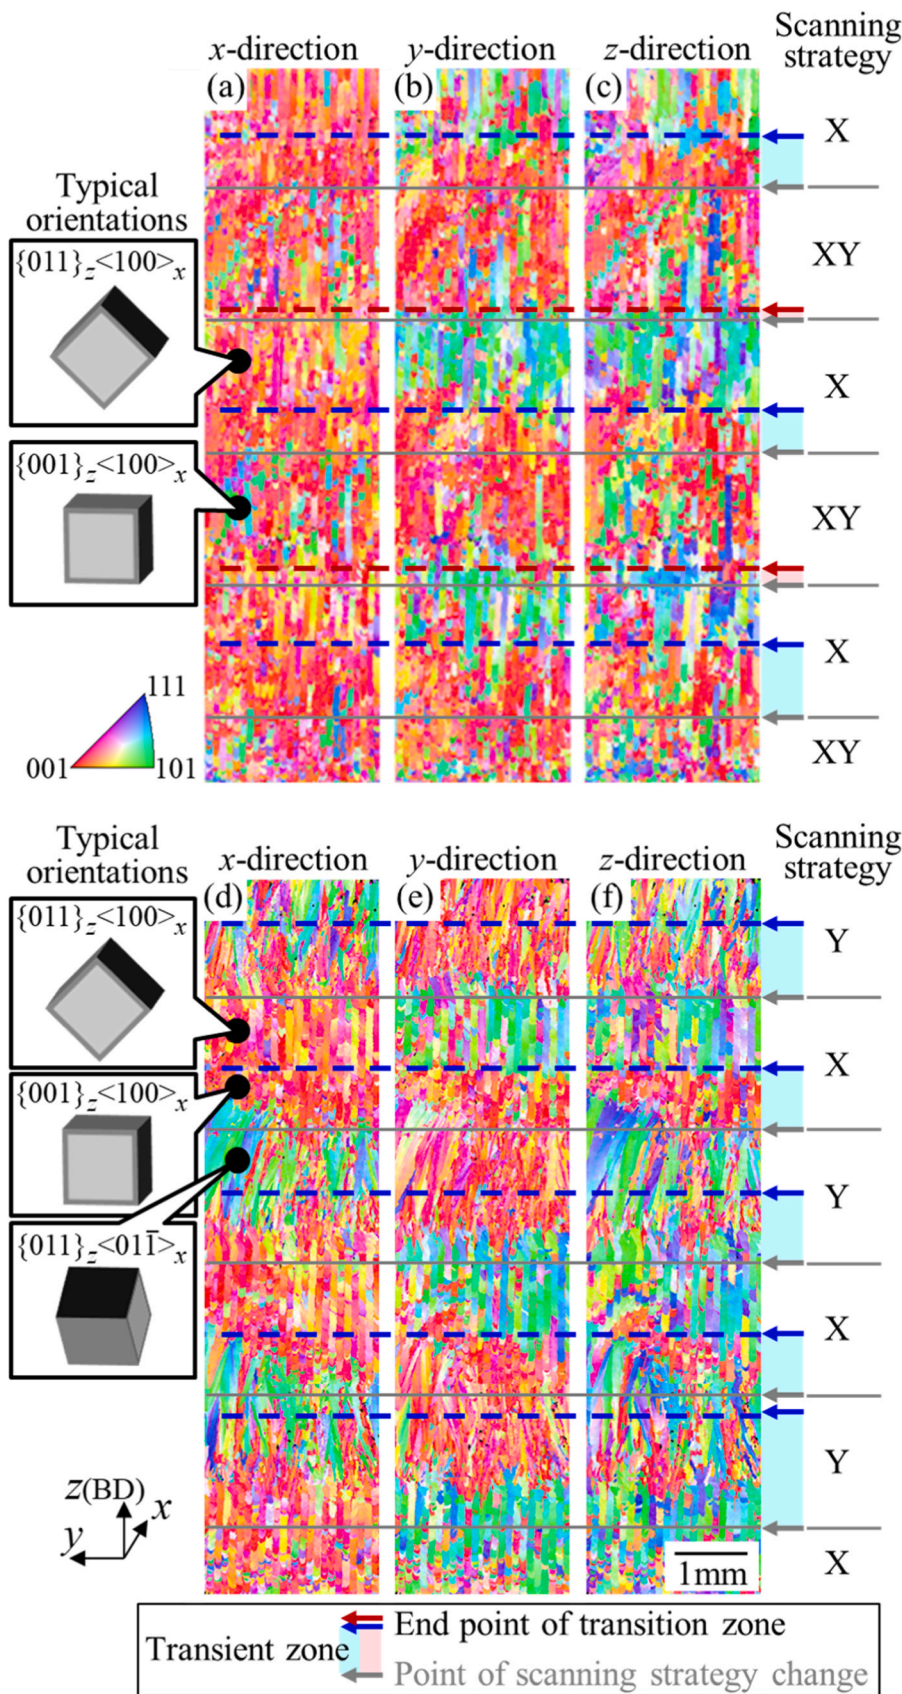 Scanning
strategy
x-direction y-direction z-direction
(a) (b) (c)
X
Typical
orientations
{011}z<100>x
XY
X
{001}z<100>x
XY
X
111
001 101
XY
Typical
orientations
Scanning
strategy
x-direction y-direction z-direction
(d) (e) (f)
{011}z<100>x
Y
X
{001}z<100>x
Y
{011}z<011̅>x
X
Y
z(BD)
x
y
1mm
X
End point of transition zone
Transient zone
Point of scanning strategy change